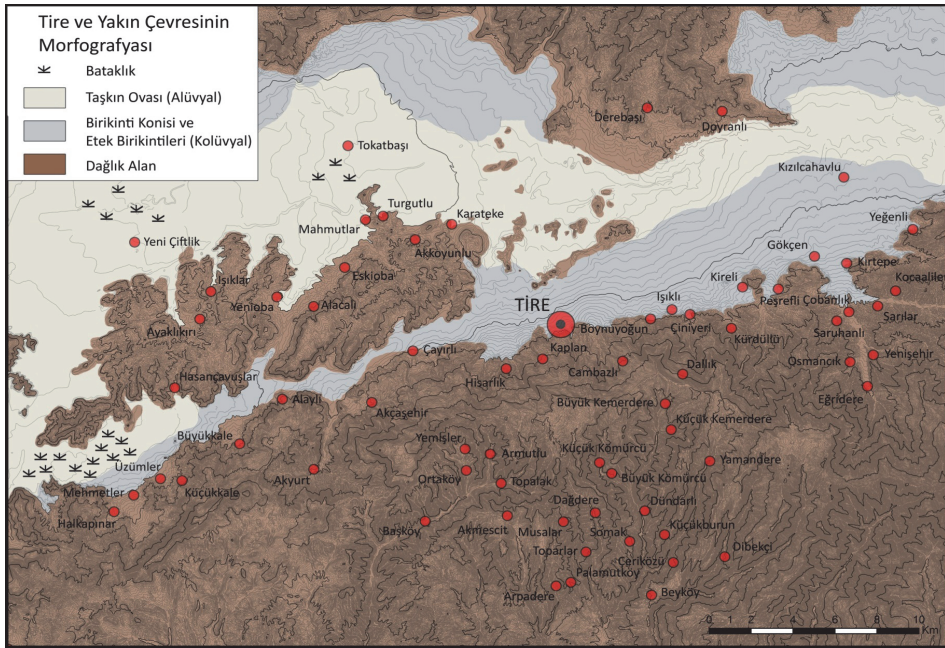 Tire ve Yakın Çevresinin
Morfografyası
Bataklık
Taşkın Ovası (Alüvyal)
Birikinti Konisi ve
Etek Birikintileri (Kolüvyal)
Dağlık Alan
Derebaşı
Doyranlı
Tokatbaşı
Kızılcahavlu
Turgutlu
Mahmutlar
Karateke
Yeğenli
Yeni Çiftlik
Akkoyunlu
Gökçen
Kırtepe
Eskioba
Işıklar
Kireli
Kocaaliler
Yenioba
Alacalı
TİRE
Işıklı
Peşrefli
Çobanlık
Sarılar
Ayaklıkırı
Boynuyoğun
Çiniyeri
Kürdüllü
Saruhanlı
Çayırlı
Kaplan
Yenişehir
Hisarlık
Cambazlı
Dallık
Osmancık
Hasançavuşlar
Eğridere
Alaylı
Akçaşehir
Büyük Kemerdere
Küçük Kemerdere
Büyükkale
Yemişler
Armutlu
Küçük Kömürcü
Yamandere
Üzümler
Akyurt
Ortaköy
Topalak
Büyük Kömürcü
Mehmetler
Küçükkale
Dağdere
Dündarlı
Halkapınar
Başköy
Akmescit
Musalar
Somak
Küçükburun
Toparlar
Çeriközü
Dibekçi
Palamutköy
Arpadere
Beyköy
0 2 4 6 8 10
Km